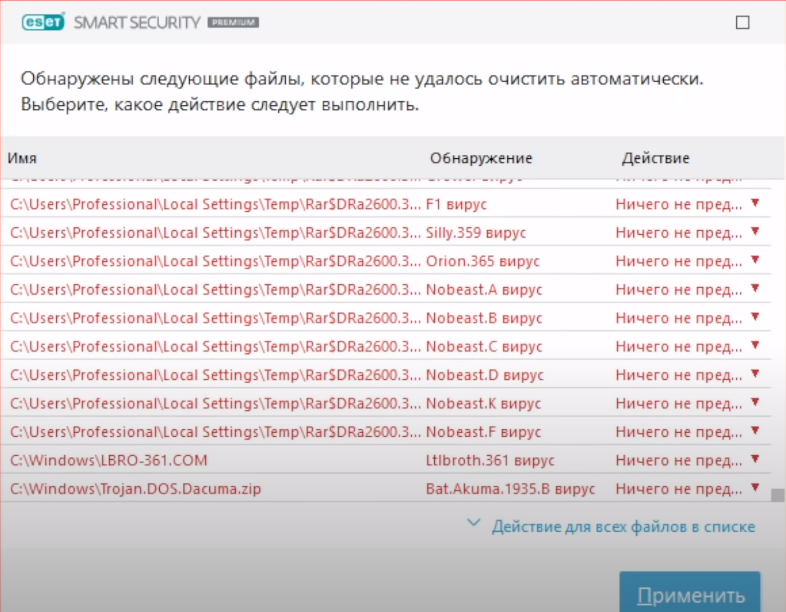 eset SMART SECURITY PREMIUM
Обнаружены следующие файлы, которые не удалось очистить автоматически.
Выберите, какое действие следует выполнить.
Имя Обнаружение Действие
C:\Users\Professional\Local Settings\Temp\Rar$DRa2600.3... F1 вирус Ничего не пред...
C:\Users\Professional\Local Settings\Temp\Rar$DRa2600.3... Silly.359 вирус Ничего не пред...
C:\Users\Professional\Local Settings\Temp\Rar$DRa2600.3... Orion.365 вирус Ничего не пред...
C:\Users\Professional\Local Settings\Temp\Rar$DRa2600.3... Nobeast.A вирус Ничего не пред...
C:\Users\Professional\Local Settings\Temp\Rar$DRa2600.3... Nobeast.B вирус Ничего не пред...
C:\Users\Professional\Local Settings\Temp\Rar$DRa2600.3... Nobeast.C вирус Ничего не пред...
C:\Users\Professional\Local Settings\Temp\Rar$DRa2600.3... Nobeast.D вирус Ничего не пред...
C:\Users\Professional\Local Settings\Temp\Rar$DRa2600.3... Nobeast.K вирус Ничего не пред...
C:\Users\Professional\Local Settings\Temp\Rar$DRa2600.3... Nobeast.F вирус Ничего не пред...
C:\Windows\LBRO-361.COM Ltlbroth.361 вирус Ничего не пред...
C:\Windows\Trojan.DOS.Dacuma.zip Bat.Akuma.1935.B вирус Ничего не пред...
Действие для всех файлов в списке
Применить